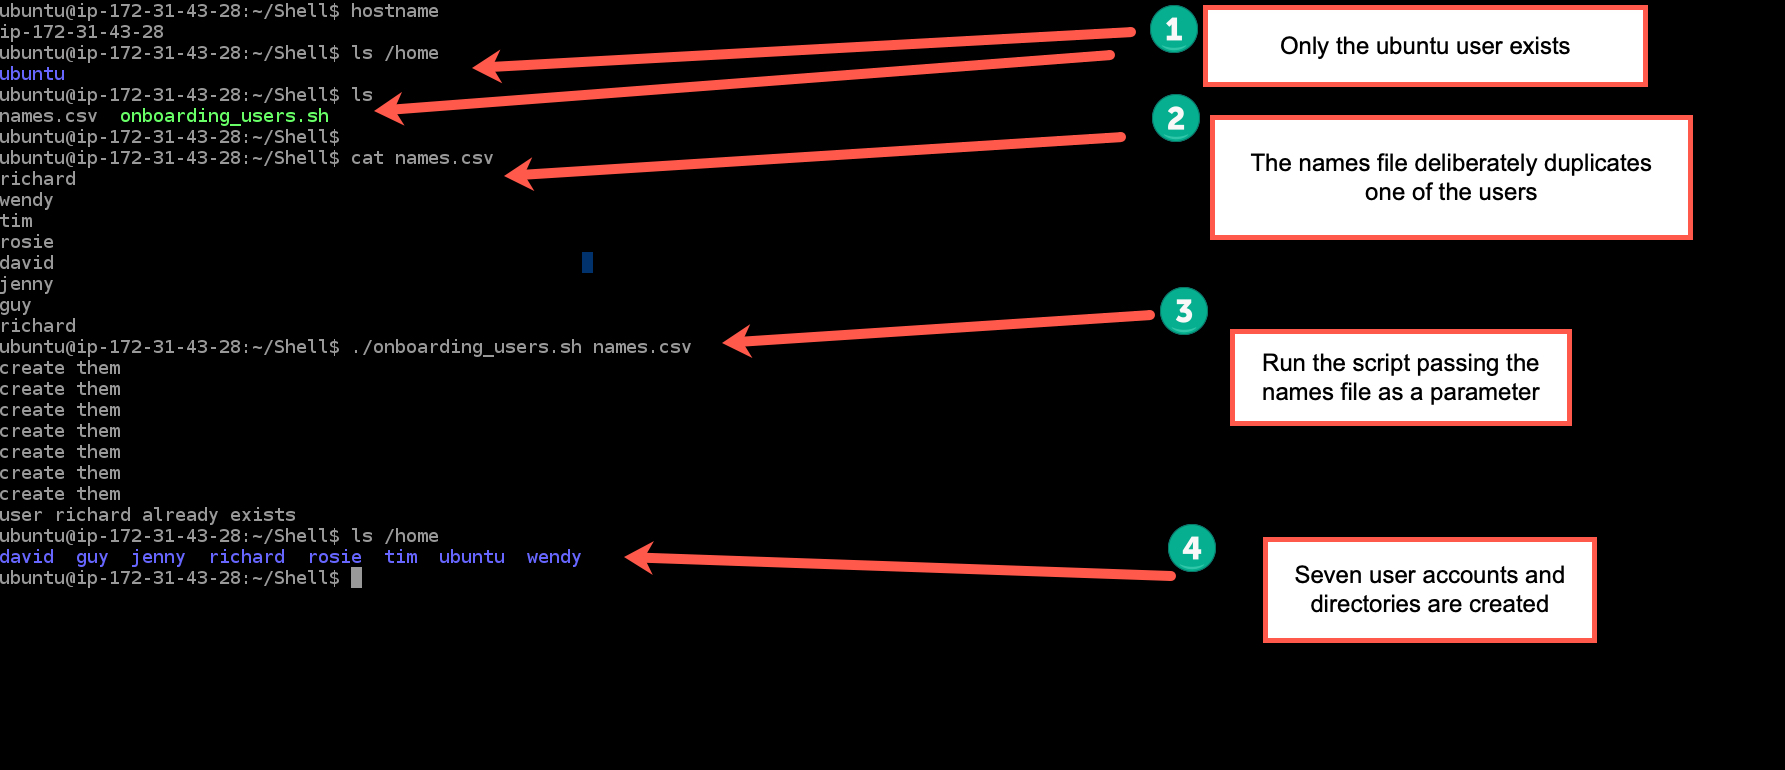 ubuntu@ip-172-31-43-28:~/Shell$ hostname
ip-172-31-43-28
ubuntu@ip-172-31-43-28:~/Shell$ ls /home
ubuntu
ubuntu@ip-172-31-43-28:~/Shell$ ls
names.csv  onboarding_users.sh
ubuntu@ip-172-31-43-28:~/Shell$
ubuntu@ip-172-31-43-28:~/Shell$ cat names.csv
richard
wendy
tim
rosie
david
jenny
guy
richard
ubuntu@ip-172-31-43-28:~/Shell$ ./onboarding_users.sh names.csv
create them
create them
create them
create them
create them
create them
create them
user richard already exists
ubuntu@ip-172-31-43-28:~/Shell$ ls /home
david  guy  jenny  richard  rosie  tim  ubuntu  wendy
ubuntu@ip-172-31-43-28:~/Shell$
1
Only the ubuntu user exists
2
The names file deliberately duplicates
one of the users
3
Run the script passing the
names file as a parameter
4
Seven user accounts and
directories are created